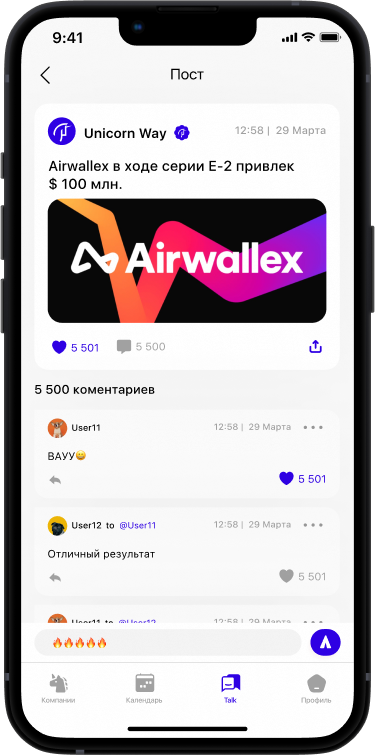 9:41
Пост
Unicorn Way
12:58 | 29 Марта
Airwallex в ходе серии Е-2 привлек
$ 100 млн.
Airwallex
5 501
5 500
5 500 коментариев
User11
12:58 | 29 Марта
ВАУУ😀
5 501
User12 to @User11
12:58 | 29 Марта
Отличный результат
5 501
User11 to @User12
12:58 | 29 Марта
🔥🔥🔥🔥🔥
Компании
Календарь
Talk
Профиль